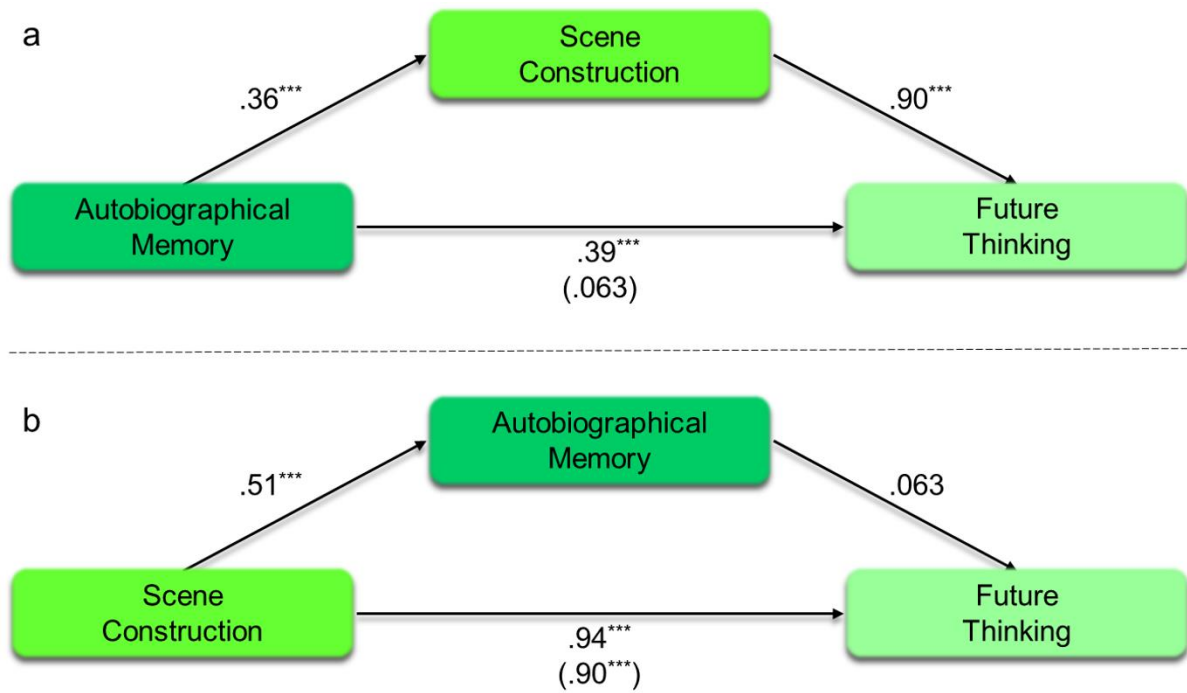 a
Scene
Construction
.36***
.90***
Autobiographical
Memory
Future
Thinking
.39***
(.063)
b
Autobiographical
Memory
.51***
.063
Scene
Construction
Future
Thinking
.94***
(.90***)